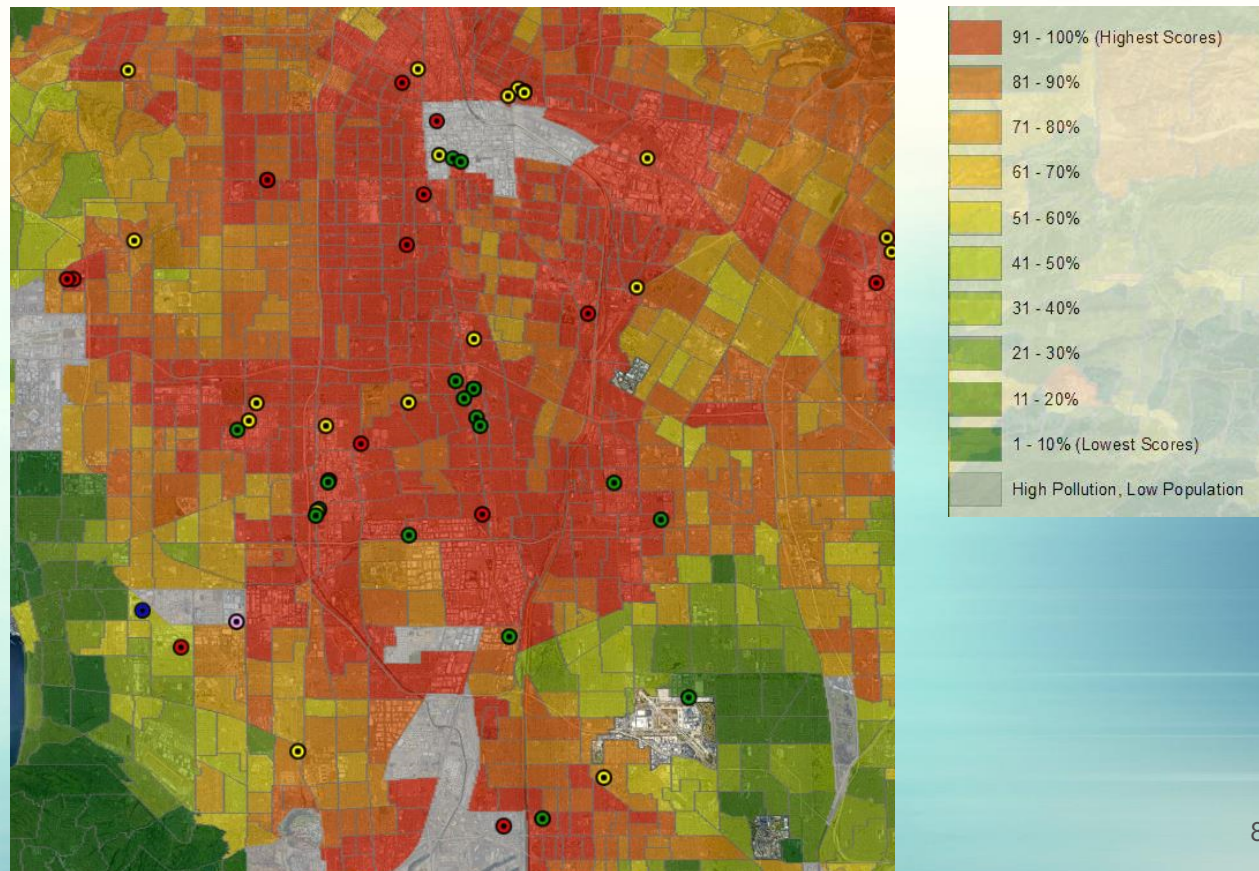 91 - 100% (Highest Scores)
81 - 90%
71 - 80%
61 - 70%
51 - 60%
41 - 50%
31 - 40%
21 - 30%
11 - 20%
1 - 10% (Lowest Scores)
High Pollution, Low Population
8